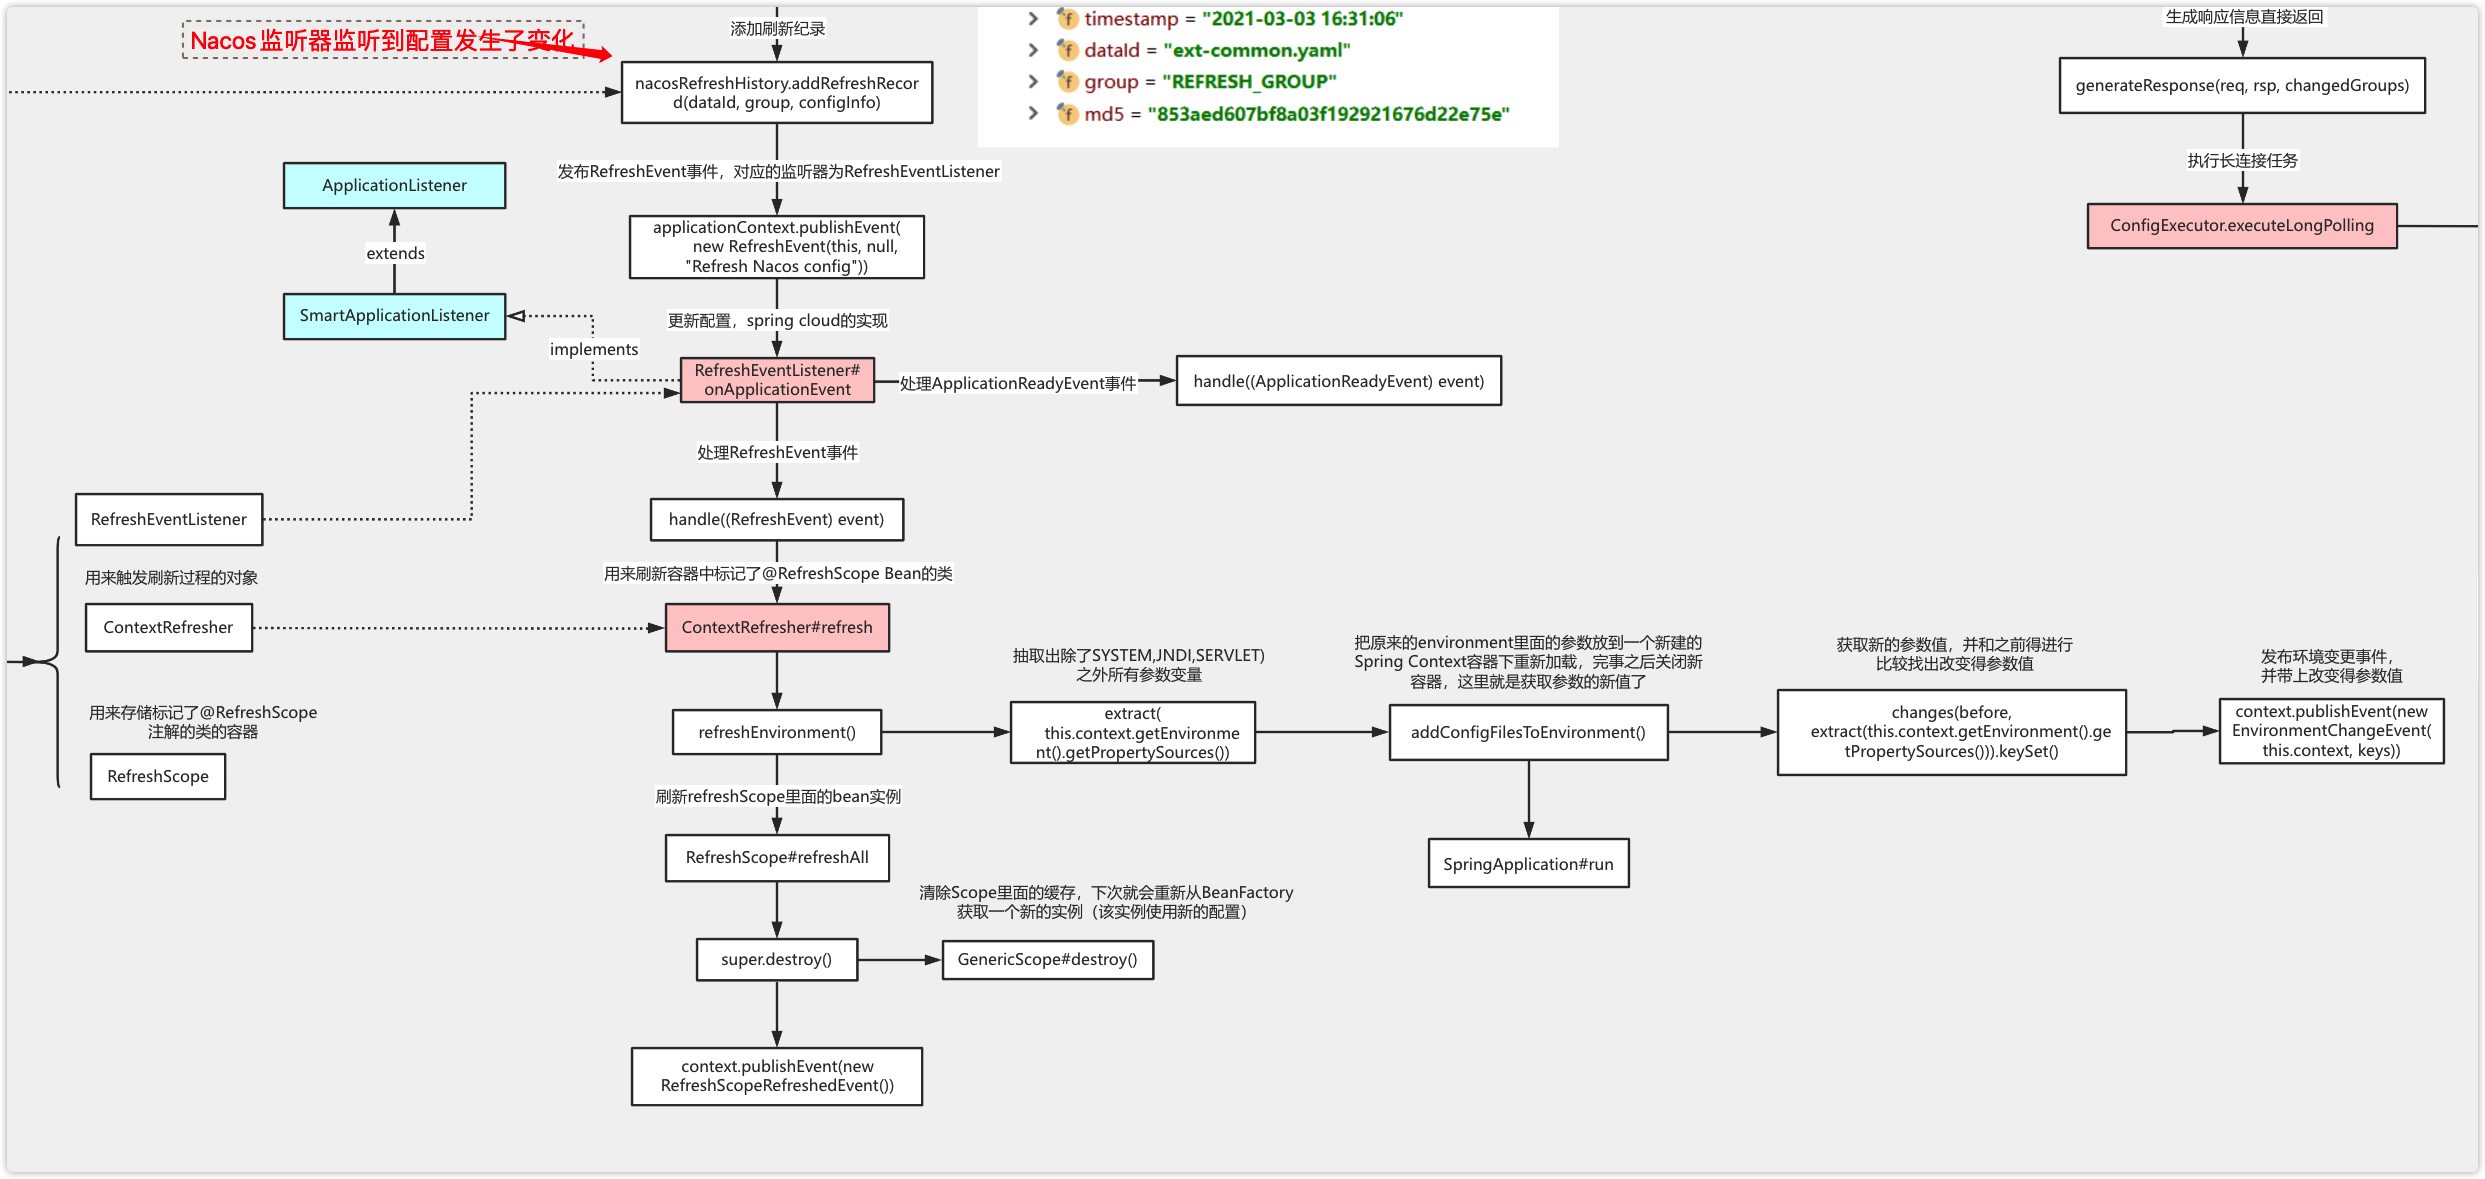 Nacos 监听器监听到配置发生了变化
添加刷新纪录
nacosRefreshHistory.addRefreshRecor
d(dataId, group, configInfo)
timestamp = "2021-03-03 16:31:06"
dataId = "ext-common.yaml"
group = "REFRESH_GROUP"
md5 = "853aed607bf8a03f192921676d22e75e"
生成响应信息直接返回
generateResponse(req, rsp, changedGroups)
执行长连接任务
ConfigExecutor.executeLongPolling
发布RefreshEvent事件，对应的监听器为RefreshEventListener
ApplicationListener
extends
SmartApplicationListener
applicationContext.publishEvent(
new RefreshEvent(this, null,
"Refresh Nacos config"))
更新配置，spring cloud的实现
implements
RefreshEventListener#
onApplicationEvent
处理ApplicationReadyEvent事件
handle((ApplicationReadyEvent) event)
处理RefreshEvent事件
RefreshEventListener
handle((RefreshEvent) event)
用来触发刷新过程的对象
用来刷新容器中标记了@RefreshScope Bean的类
ContextRefresher
ContextRefresher#refresh
用来存储标记了@RefreshScope
注解的类的容器
RefreshScope
refreshEnvironment()
抽取出除了SYSTEM,JNDI,SERVLET)
之外所有参数变量
extract(
this.context.getEnvironme
nt().getPropertySources())
把原来的environment里面的参数放到一个新建的
Spring Context容器下重新加载，完事之后关闭新
容器，这里就是获取参数的新值了
addConfigFilesToEnvironment()
SpringApplication#run
获取新的参数值，并和之前得进行
比较找出改变得参数值
changes(before,
extract(this.context.getEnvironment().ge
tPropertySources())).keySet()
发布环境变更事件，
并带上改变得参数值
context.publishEvent(new
EnvironmentChangeEvent(
this.context, keys))
刷新refreshScope里面的bean实例
RefreshScope#refreshAll
清除Scope里面的缓存，下次就会重新从BeanFactory
获取一个新的实例（该实例使用新的配置）
super.destroy()
GenericScope#destroy()
context.publishEvent(new
RefreshScopeRefreshedEvent())